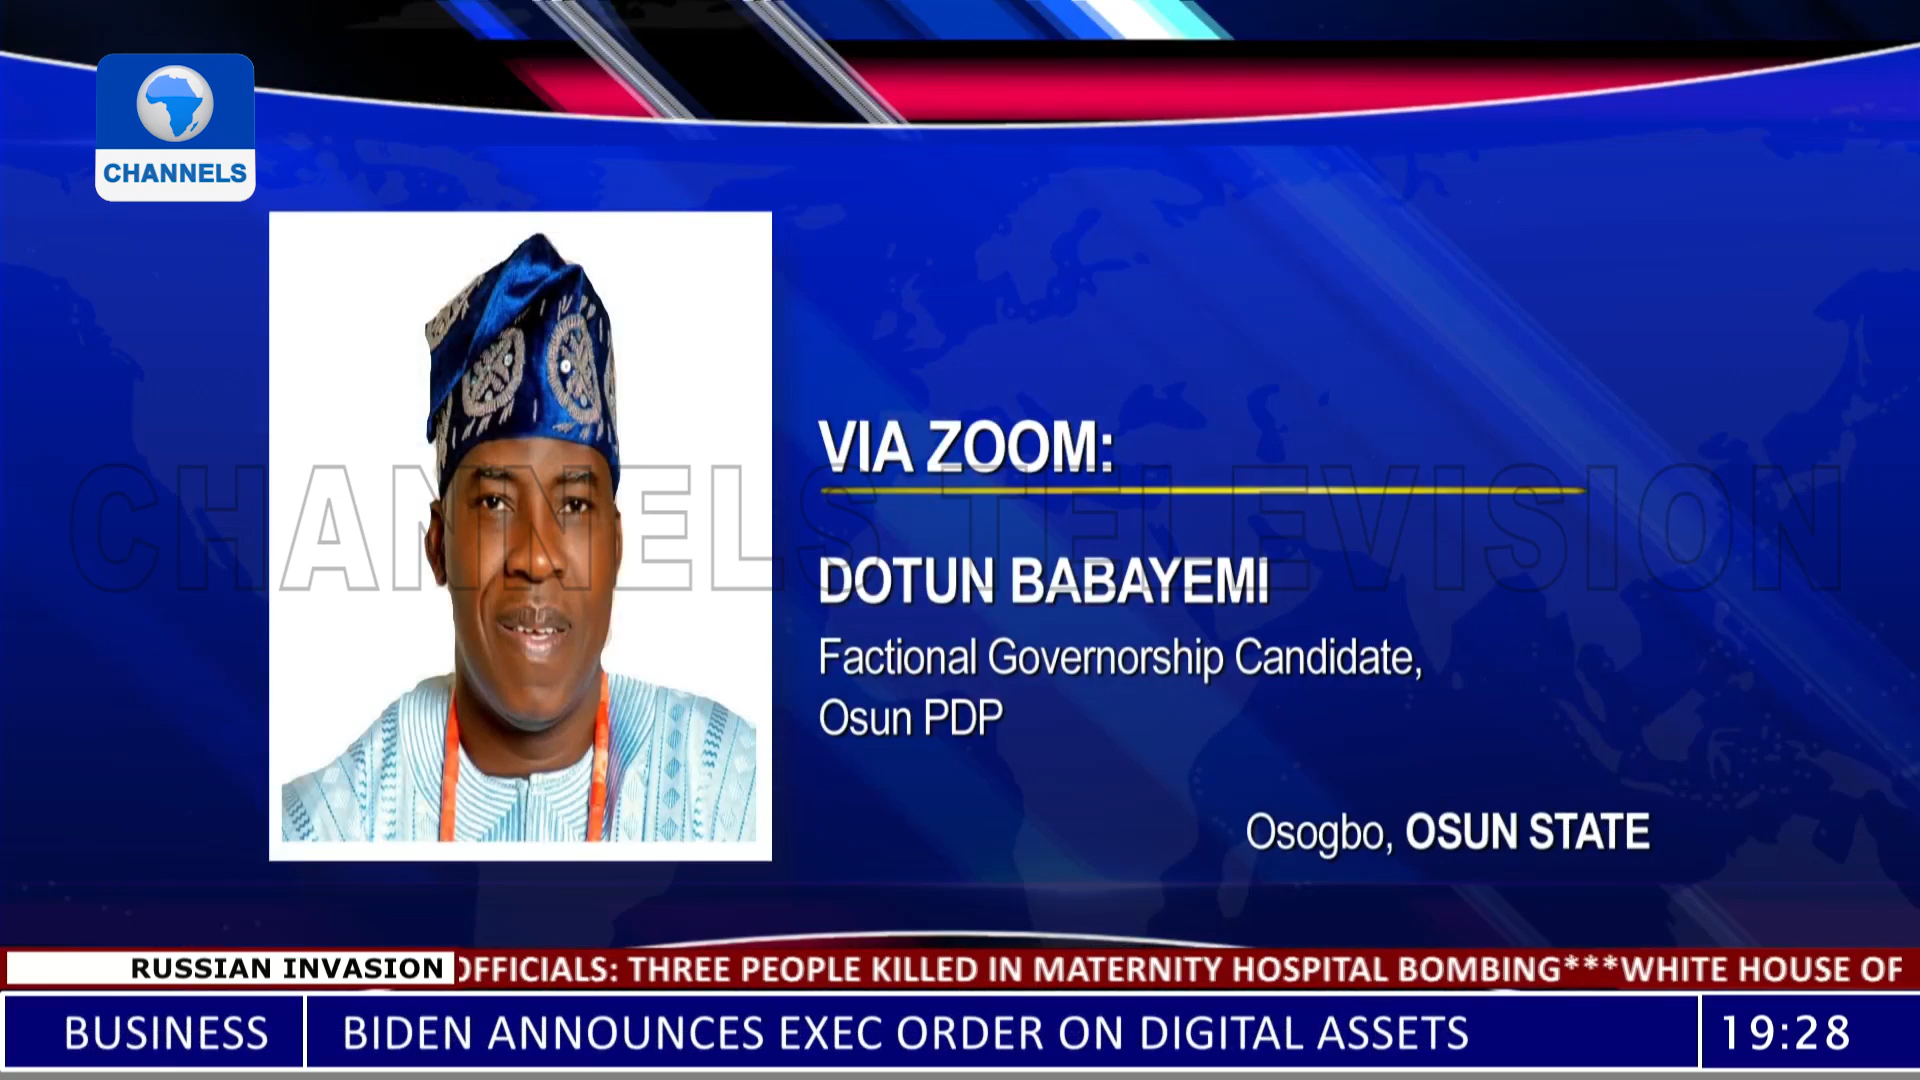 CHANNELS
VIA ZOOM:
CHANNELS TELEVISION
DOTUN BABAYEMI
Factional Governorship Candidate,
Osun PDP
Osogbo, OSUN STATE
RUSSIAN INVASION OFFICIALS: THREE PEOPLE KILLED IN MATERNITY HOSPITAL BOMBING***WHITE HOUSE OF
BUSINESS BIDEN ANNOUNCES EXEC ORDER ON DIGITAL ASSETS 19:28